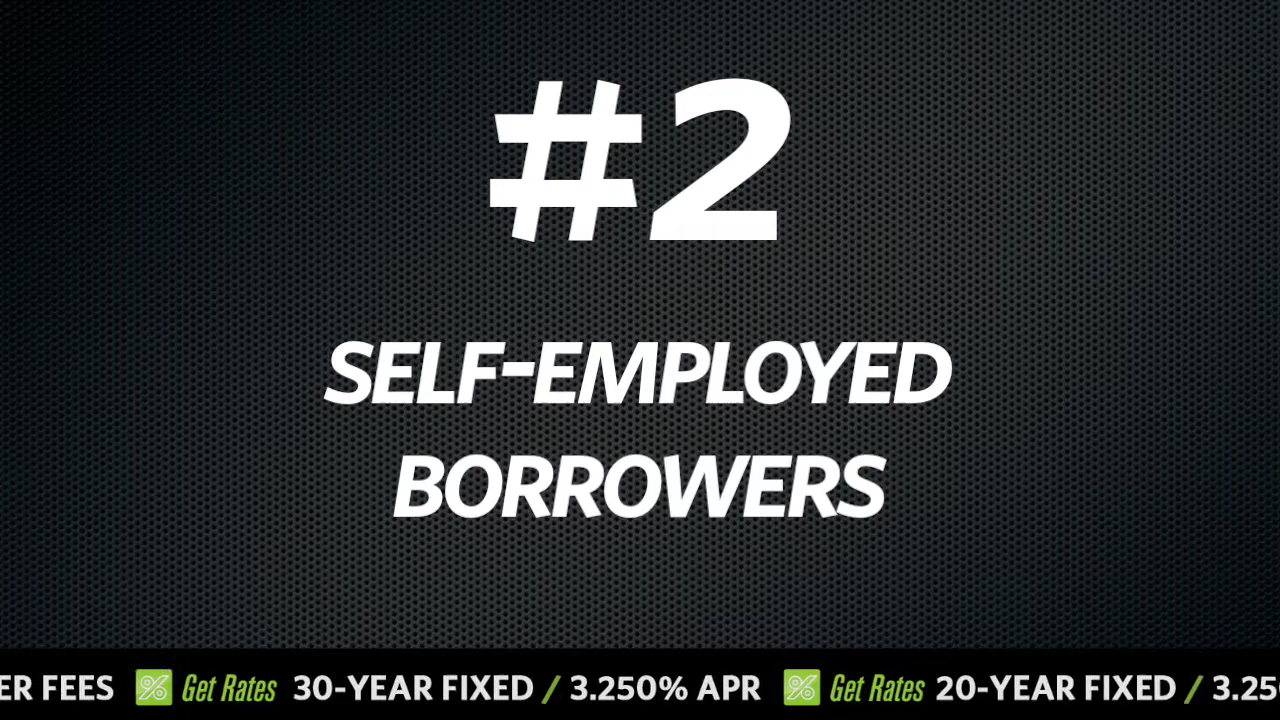 #2
SELF-EMPLOYED
BORROWERS
ER FEES % Get Rates 30-YEAR FIXED / 3.250% APR % Get Rates 20-YEAR FIXED / 3.25